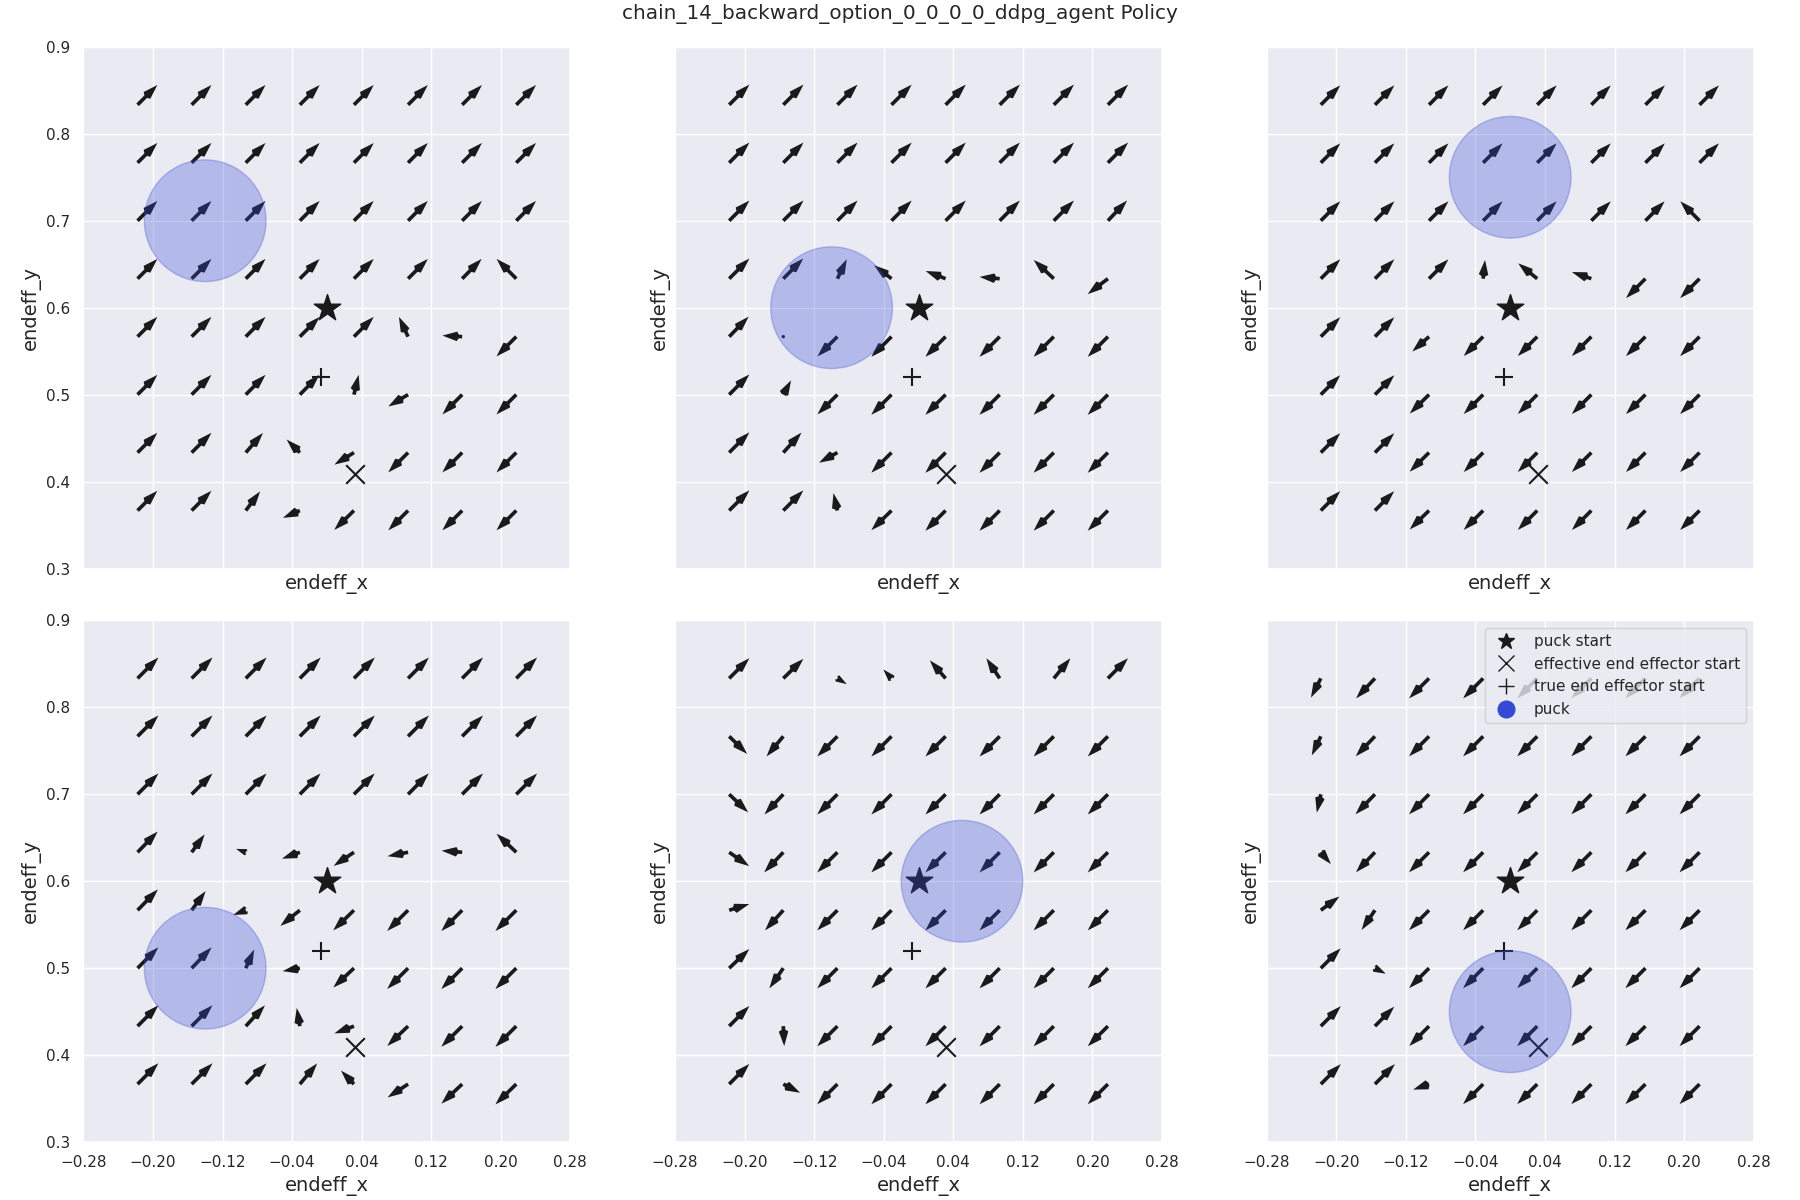 chain_14_backward_option_0_0_0_0_ddpg_agent Policy
0.9
0.8
0.7
0.6
0.5
0.4
0.3
endeff_y
endeff_x
endeff_y
endeff_x
endeff_y
endeff_x
0.9
0.8
0.7
0.6
0.5
0.4
0.3
endeff_y
−0.28 −0.20 −0.12 −0.04 0.04 0.12 0.20 0.28
endeff_x
endeff_y
−0.28 −0.20 −0.12 −0.04 0.04 0.12 0.20 0.28
endeff_x
puck start
effective end effector start
true end effector start
puck
endeff_y
−0.28 −0.20 −0.12 −0.04 0.04 0.12 0.20 0.28
endeff_x